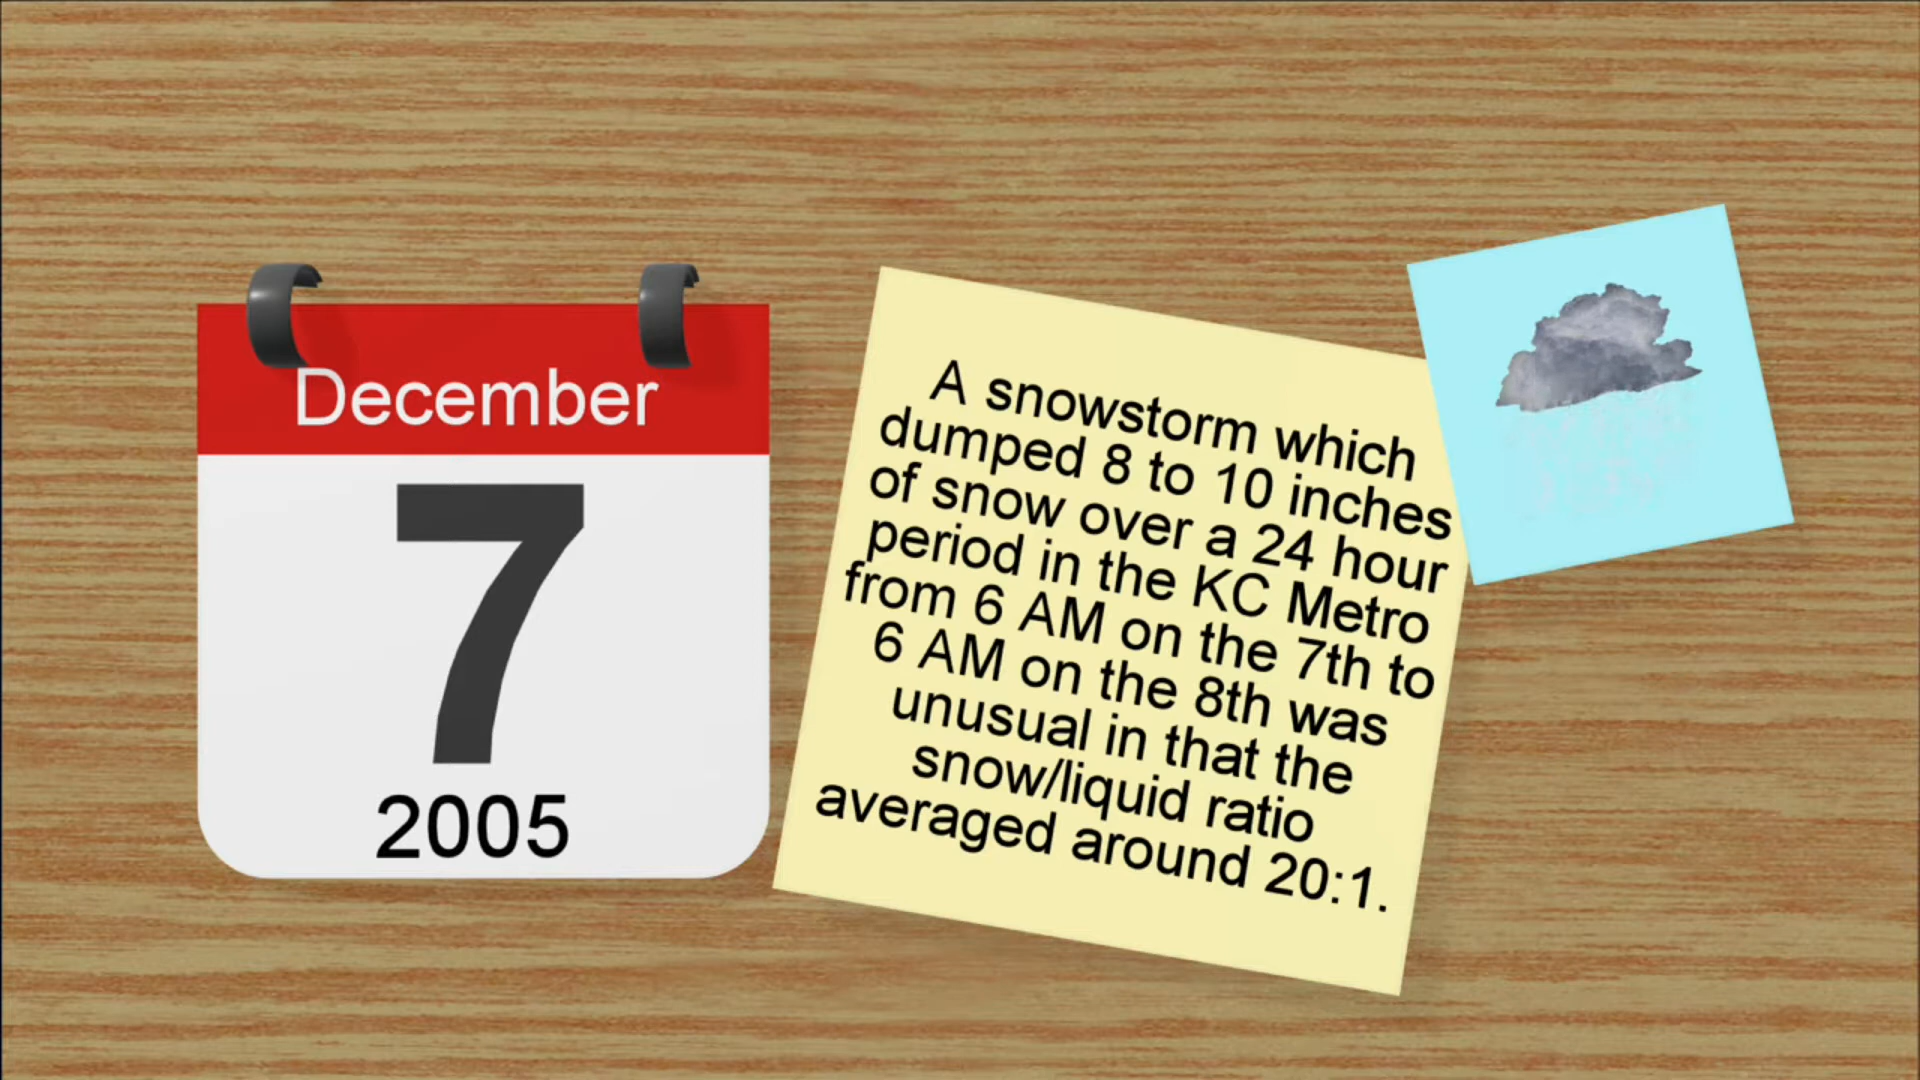 December
7
2005
A snowstorm which
dumped 8 to 10 inches
of snow over a 24 hour
period in the KC Metro
from 6 AM on the 7th to
6 AM on the 8th was
unusual in that the
snow/liquid ratio
averaged around 20:1.